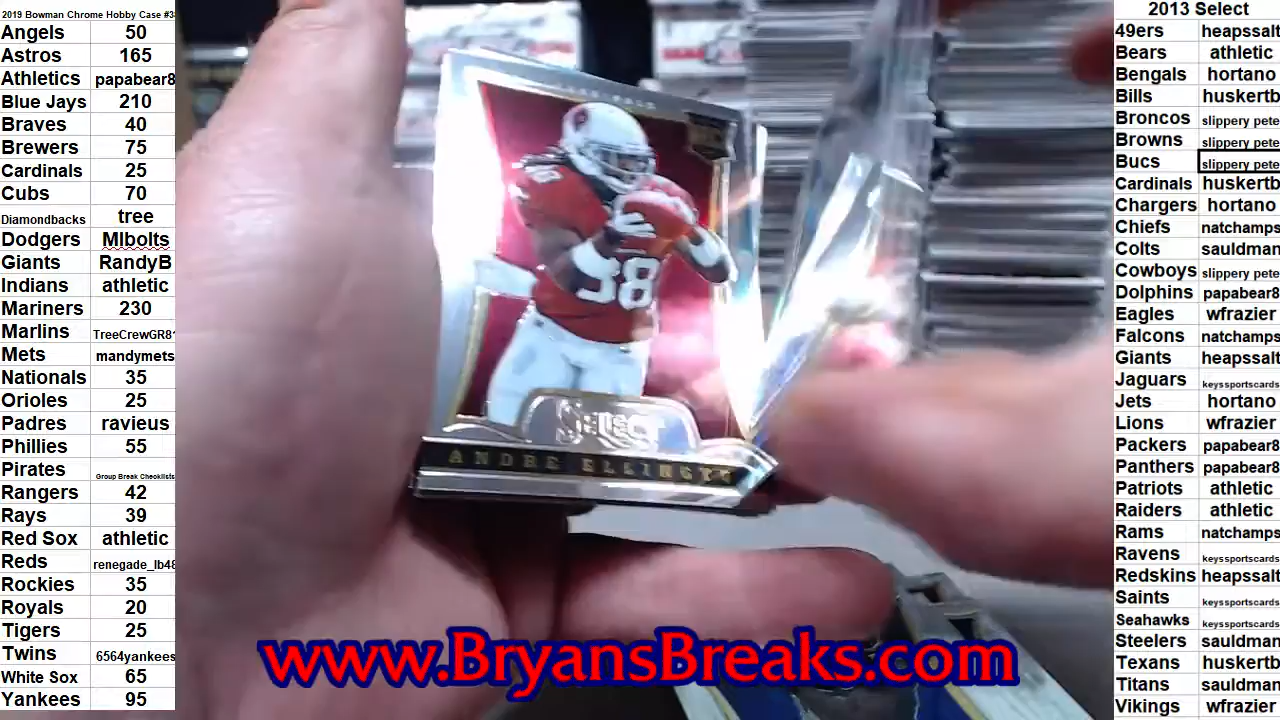 2019 Bowman Chrome Hobby Case #3
Angels 50
Astros 165
Athletics papabear8
Blue Jays 210
Braves 40
Brewers 75
Cardinals 25
Cubs 70
Diamondbacks tree
Dodgers Mlbolts
Giants RandyB
Indians athletic
Mariners 230
Marlins TreeCrewGR8
Mets mandymets
Nationals 35
Orioles 25
Padres ravieus
Phillies 55
Pirates Group Break Checklists
Rangers 42
Rays 39
Red Sox athletic
Reds renegade_lb48
Rockies 35
Royals 20
Tigers 25
Twins 6564yankees
White Sox 65
Yankees 95
38
SELECT
ANDRE ELLINGT
www.BryansBreaks.com
2013 Select
49ers heapssalt
Bears athletic
Bengals hortano
Bills huskertb
Broncos slippery pete
Browns slippery pete
Bucs slippery pete
Cardinals huskertb
Chargers hortano
Chiefs natchamps
Colts sauldman
Cowboys slippery pete
Dolphins papabear8
Eagles wfrazier
Falcons natchamps
Giants heapssalt
Jaguars keyssportscards
Jets hortano
Lions wfrazier
Packers papabear8
Panthers papabear8
Patriots athletic
Raiders athletic
Rams natchamps
Ravens keyssportscards
Redskins heapssalt
Saints keyssportscards
Seahawks keyssportscards
Steelers sauldman
Texans huskertb
Titans sauldman
Vikings wfrazier